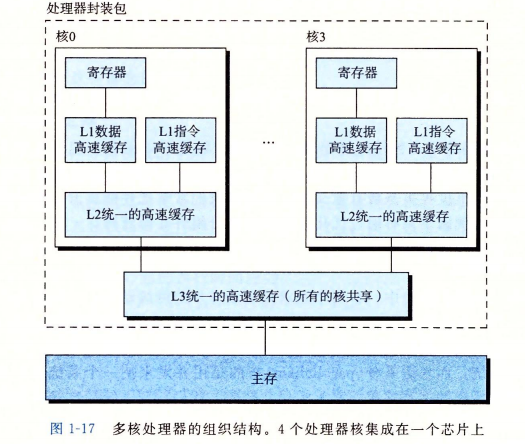 处理器封装包
核0
核3
寄存器
寄存器
L1数据
高速缓存
L1指令
高速缓存
…
L1数据
高速缓存
L1指令
高速缓存
L2统一的高速缓存
L2统一的高速缓存
L3统一的高速缓存（所有的核共享）
主存
图 1-17 多核处理器的组织结构。4 个处理器核集成在一个芯片上